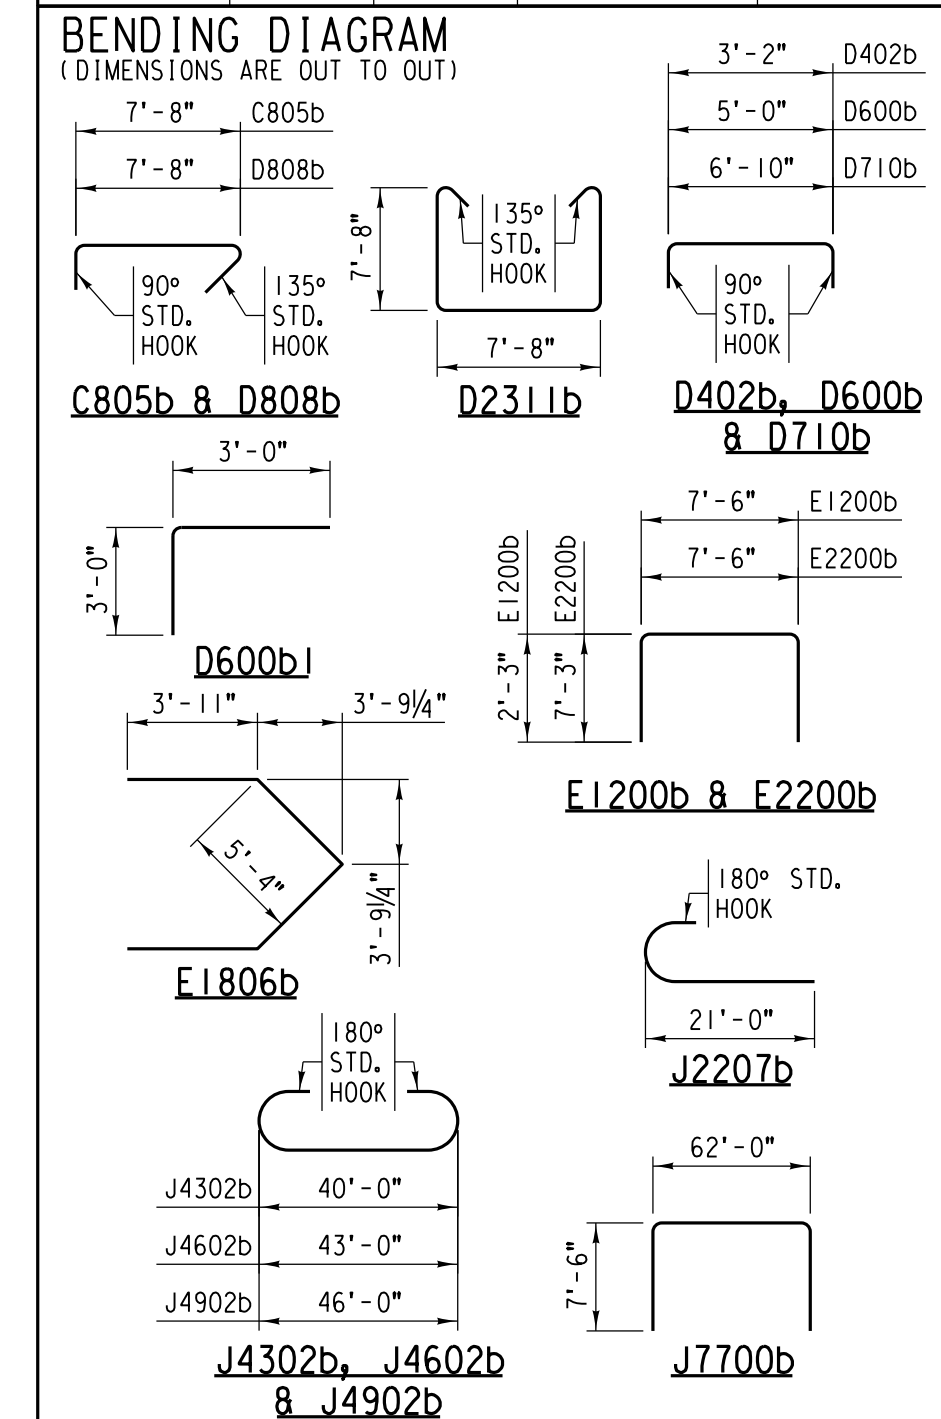 BENDING DIAGRAM
(DIMENSIONS ARE OUT TO OUT)
7'-8" C805b
7'-8" D808b
90° STD. HOOK
135° STD. HOOK
C805b & D808b
7'-8"
135° STD. HOOK
7'-8"
D2311b
3'-2" D402b
5'-0" D600b
6'-10" D710b
90° STD. HOOK
D402b, D600b
& D710b
3'-0"
3'-0"
D600b1
7'-6" E1200b
7'-6" E2200b
E1200b
E2200b
2'-3"
7'-3"
E1200b & E2200b
3'-11"
3'-9¼"
5'-4"
3'-9¼"
E1806b
180° STD.
HOOK
21'-0"
J2207b
180°
STD.
HOOK
J4302b 40'-0"
J4602b 43'-0"
J4902b 46'-0"
J4302b, J4602b
& J4902b
62'-0"
7'-6"
J7700b